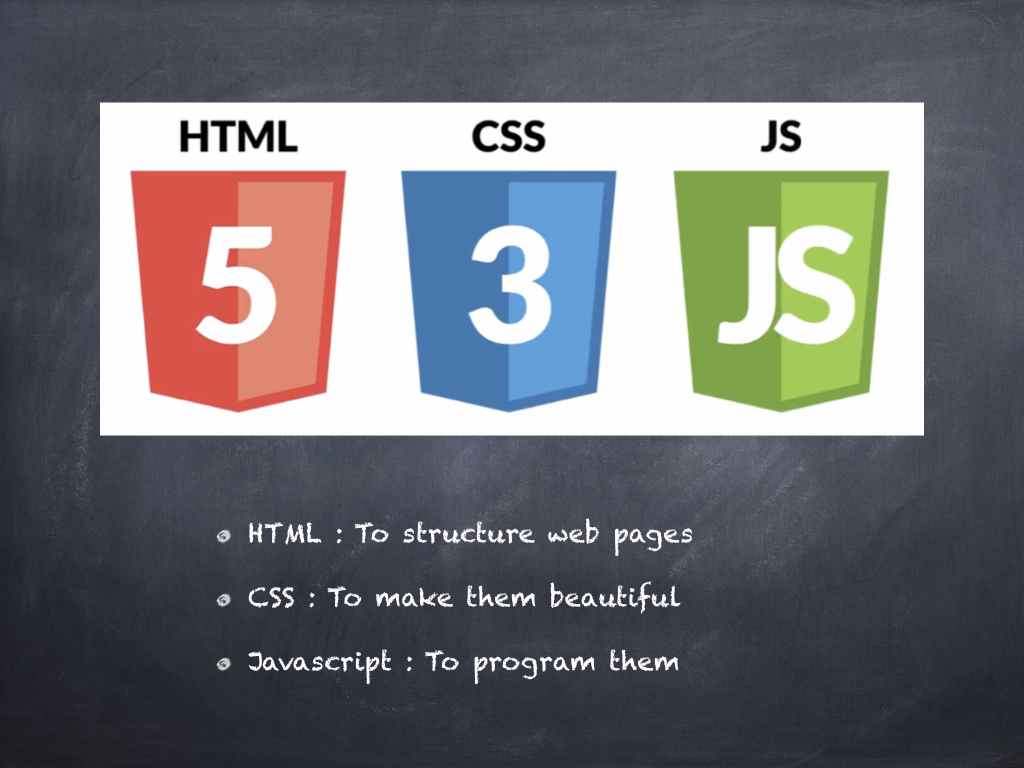 HTML CSS JS
5 3 JS
HTML : To structure web pages
CSS : To make them beautiful
Javascript : To program them